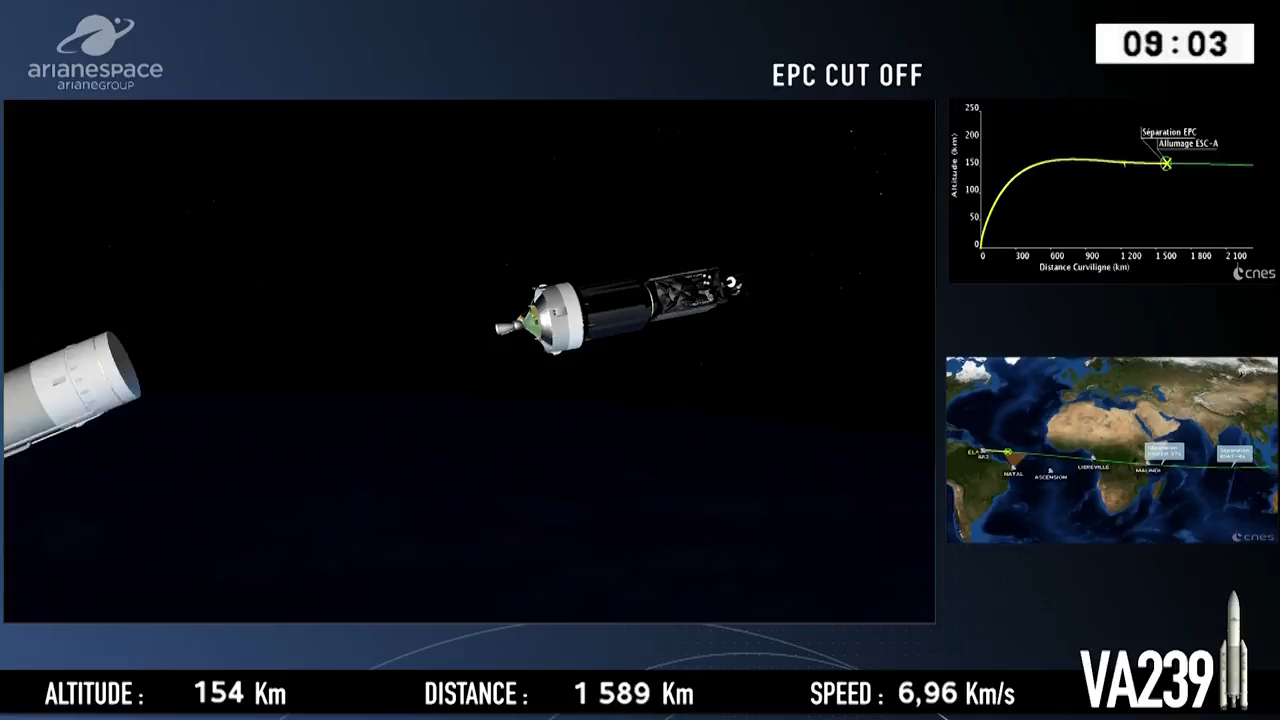 arianespace
arianeGROUP
EPC CUT OFF
09:03
250
200
150
100
50
0
Altitude (km)
Séparation EPC
Allumage ESC-A
0 300 600 900 1 200 1 500 1 800 2 100
Distance Curviligne (km)
cnes
NATAL
ASCENSION
LIBREVILLE
MALINDI
Séparation
Séparation
cnes
VA239
ALTITUDE : 154 Km DISTANCE : 1 589 Km SPEED : 6,96 Km/s